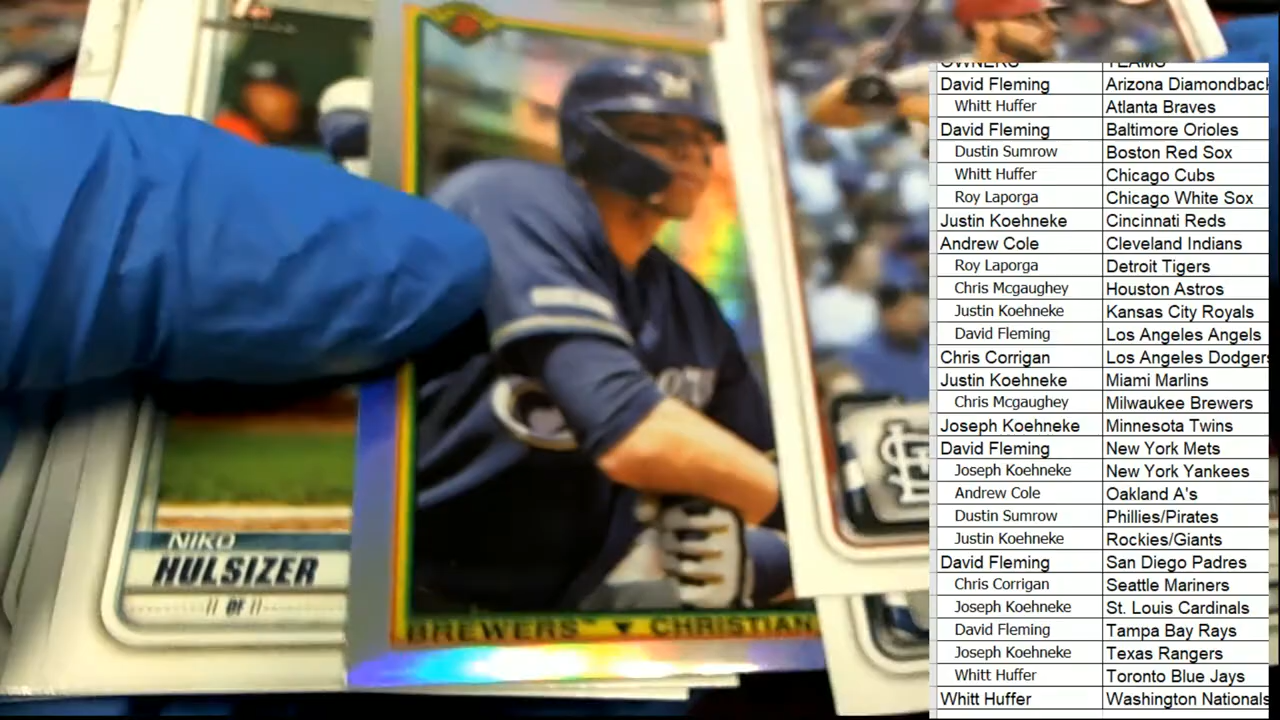 OWNERS TEAMS
David Fleming Arizona Diamondback
Whitt Huffer Atlanta Braves
David Fleming Baltimore Orioles
Dustin Sumrow Boston Red Sox
Whitt Huffer Chicago Cubs
Roy Laporga Chicago White Sox
Justin Koehneke Cincinnati Reds
Andrew Cole Cleveland Indians
Roy Laporga Detroit Tigers
Chris Mcgaughey Houston Astros
Justin Koehneke Kansas City Royals
David Fleming Los Angeles Angels
Chris Corrigan Los Angeles Dodgers
Justin Koehneke Miami Marlins
Chris Mcgaughey Milwaukee Brewers
Joseph Koehneke Minnesota Twins
David Fleming New York Mets
Joseph Koehneke New York Yankees
Andrew Cole Oakland A's
Dustin Sumrow Phillies/Pirates
Justin Koehneke Rockies/Giants
David Fleming San Diego Padres
Chris Corrigan Seattle Mariners
Joseph Koehneke St. Louis Cardinals
David Fleming Tampa Bay Rays
Joseph Koehneke Texas Rangers
Whitt Huffer Toronto Blue Jays
Whitt Huffer Washington Nationals
NIKO
HULSIZER
// OF //
BREWERS ▼ CHRISTIAN
M
STL